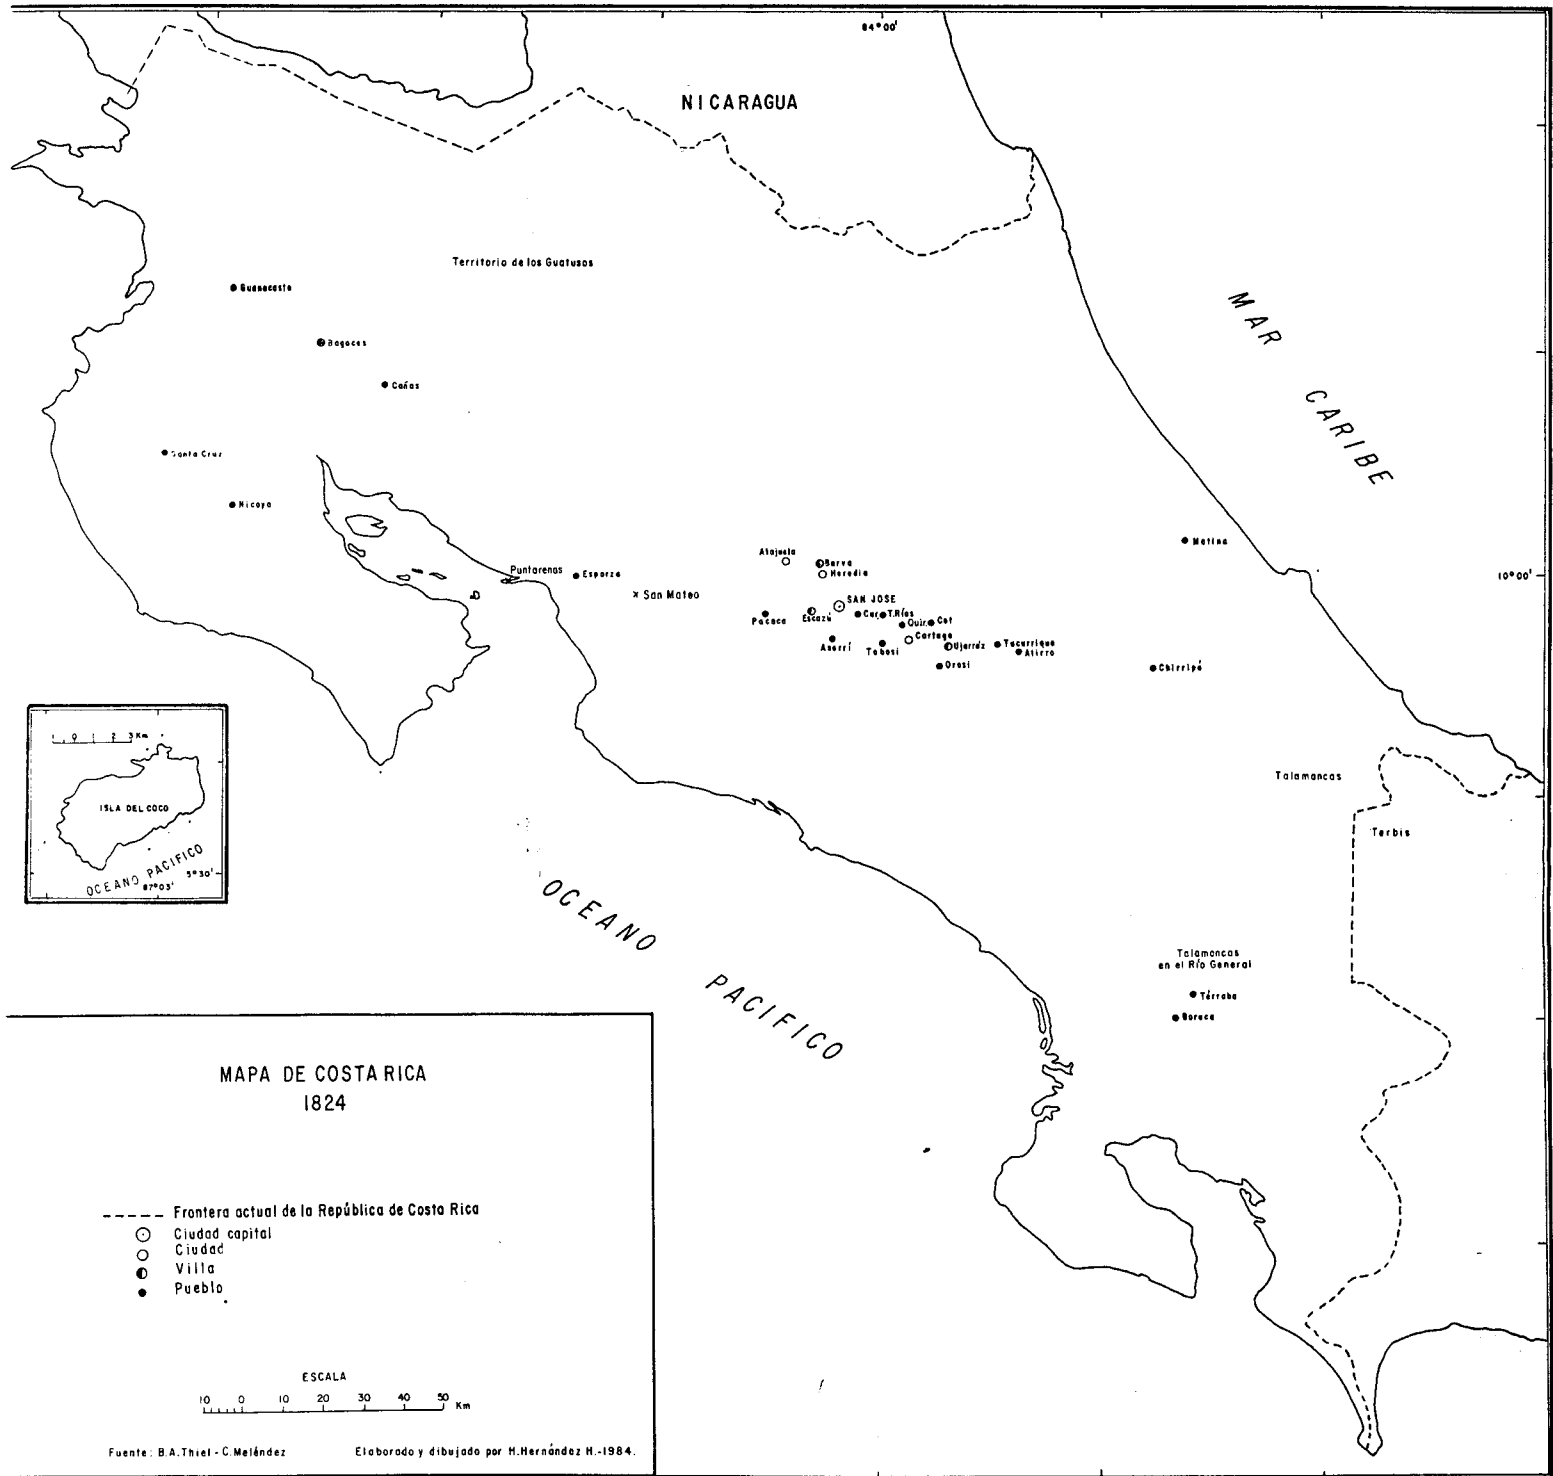 84°00'
NICARAGUA
Territorio de los Guatusos
Guanacaste
MAR CARIBE
Bagaces
Cañas
Santa Cruz
Nicoya
Matina
Alajuela
Barva
Heredia
Puntarenas
Esparza
10°00'
San Mateo
SAN JOSE
Pacaca
Escazú
Cur.
T.Ríos
Quir.
Cot
Aserrí
Tobosi
Cartago
Ujarráz
Tucurrique
Atirro
Orosi
Chirripó
1 0 1 2 3 Km
ISLA DEL COCO
OCEANO PACIFICO
5°30'
87°03'
Talamancas
Terbis
OCEANO PACIFICO
Talamancas
en el Río General
Térraba
Boruca
MAPA DE COSTA RICA
1824
Frontera actual de la República de Costa Rica
Ciudad capital
Ciudad
Villa
Pueblo
ESCALA
10 0 10 20 30 40 50 Km
Fuente: B.A.Thiel - C.Meléndez
Elaborado y dibujado por H.Hernández H.-1984.